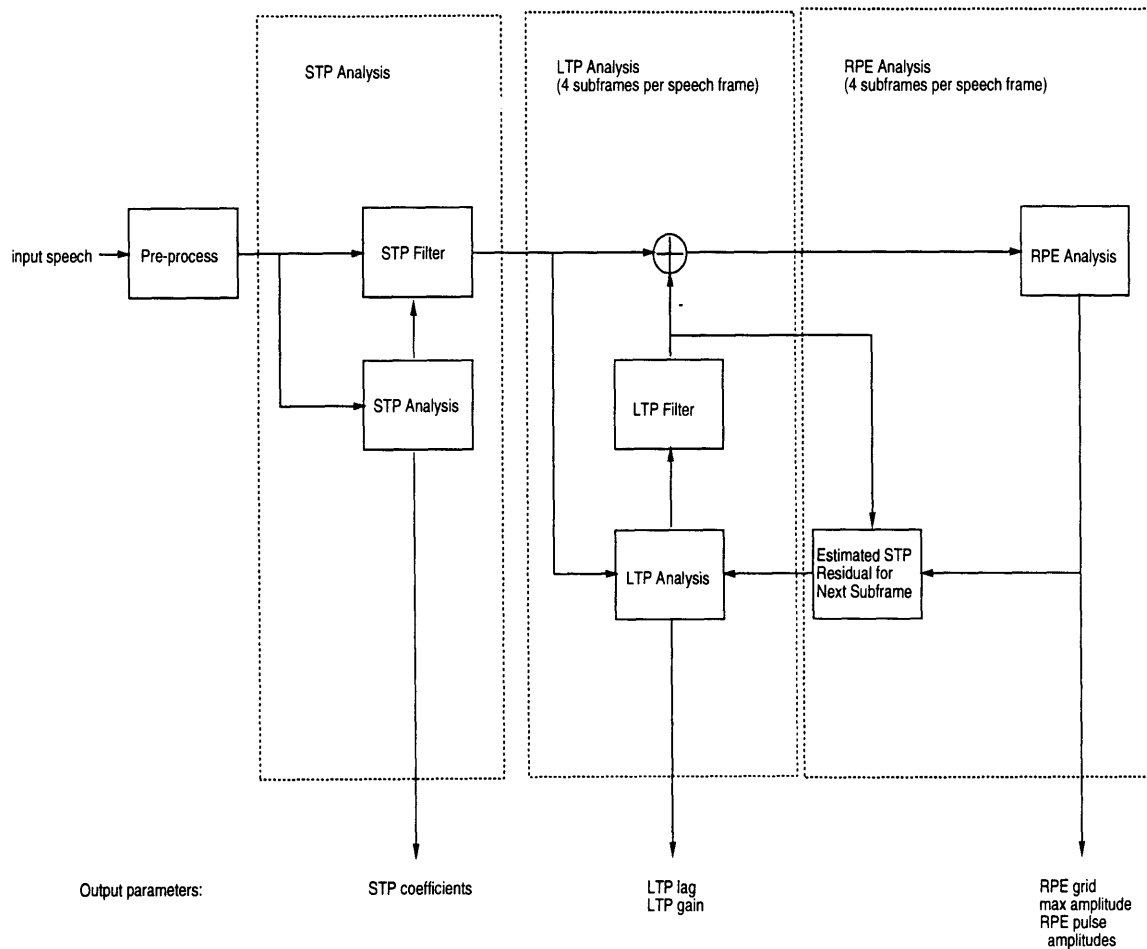 STP Analysis
LTP Analysis
(4 subframes per speech frame)
RPE Analysis
(4 subframes per speech frame)
input speech
Pre-process
STP Filter
+
RPE Analysis
-
STP Analysis
LTP Filter
LTP Analysis
Estimated STP
Residual for
Next Subframe
Output parameters:
STP coefficients
LTP lag
LTP gain
RPE grid
max amplitude
RPE pulse
amplitudes